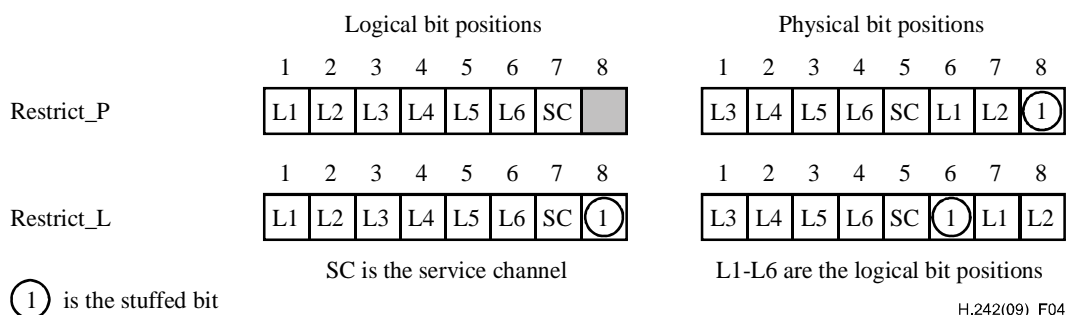 Logical bit positions Physical bit positions
1 2 3 4 5 6 7 8 1 2 3 4 5 6 7 8
Restrict_P L1 L2 L3 L4 L5 L6 SC L3 L4 L5 L6 SC L1 L2 1
1 2 3 4 5 6 7 8 1 2 3 4 5 6 7 8
Restrict_L L1 L2 L3 L4 L5 L6 SC 1 L3 L4 L5 L6 SC 1 L1 L2
SC is the service channel L1-L6 are the logical bit positions
1 is the stuffed bit
H.242(09)_F04